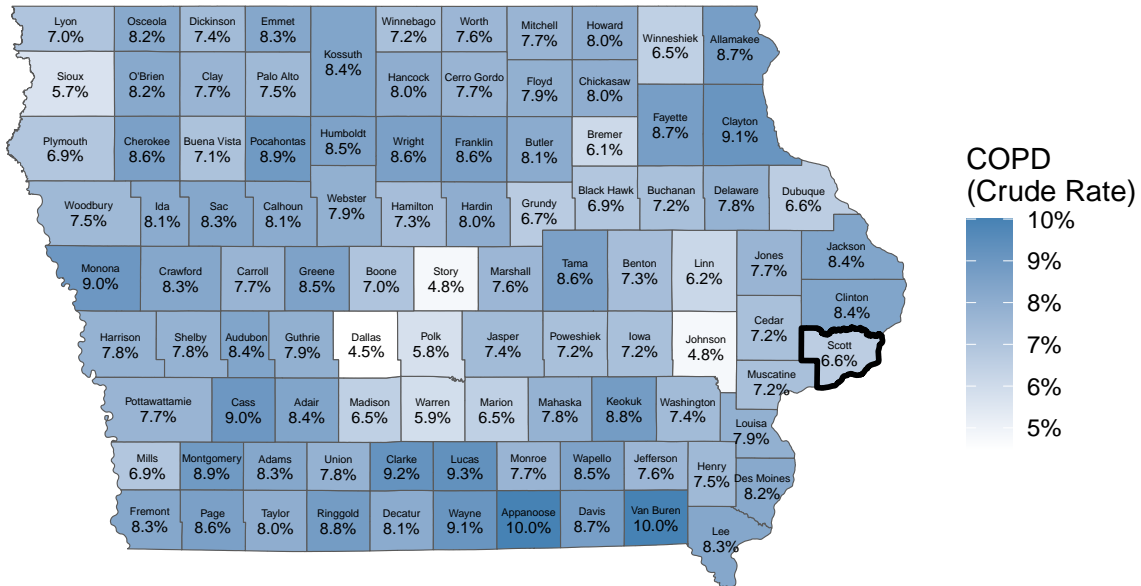 Lyon
7.0%
Osceola
8.2%
Dickinson
7.4%
Emmet
8.3%
Kossuth
8.4%
Winnebago
7.2%
Worth
7.6%
Mitchell
7.7%
Howard
8.0%
Winneshiek
6.5%
Allamakee
8.7%
Sioux
5.7%
O'Brien
8.2%
Clay
7.7%
Palo Alto
7.5%
Hancock
8.0%
Cerro Gordo
7.7%
Floyd
7.9%
Chickasaw
8.0%
Fayette
8.7%
Clayton
9.1%
Plymouth
6.9%
Cherokee
8.6%
Buena Vista
7.1%
Pocahontas
8.9%
Humboldt
8.5%
Wright
8.6%
Franklin
8.6%
Butler
8.1%
Bremer
6.1%
Woodbury
7.5%
Ida
8.1%
Sac
8.3%
Calhoun
8.1%
Webster
7.9%
Hamilton
7.3%
Hardin
8.0%
Grundy
6.7%
Black Hawk
6.9%
Buchanan
7.2%
Delaware
7.8%
Dubuque
6.6%
Monona
9.0%
Crawford
8.3%
Carroll
7.7%
Greene
8.5%
Boone
7.0%
Story
4.8%
Marshall
7.6%
Tama
8.6%
Benton
7.3%
Linn
6.2%
Jones
7.7%
Jackson
8.4%
Clinton
8.4%
Harrison
7.8%
Shelby
7.8%
Audubon
8.4%
Guthrie
7.9%
Dallas
4.5%
Polk
5.8%
Jasper
7.4%
Poweshiek
7.2%
Iowa
7.2%
Johnson
4.8%
Cedar
7.2%
Scott
6.6%
Muscatine
7.2%
Pottawattamie
7.7%
Cass
9.0%
Adair
8.4%
Madison
6.5%
Warren
5.9%
Marion
6.5%
Mahaska
7.8%
Keokuk
8.8%
Washington
7.4%
Louisa
7.9%
Mills
6.9%
Montgomery
8.9%
Adams
8.3%
Union
7.8%
Clarke
9.2%
Lucas
9.3%
Monroe
7.7%
Wapello
8.5%
Jefferson
7.6%
Henry
7.5%
Des Moines
8.2%
Fremont
8.3%
Page
8.6%
Taylor
8.0%
Ringgold
8.8%
Decatur
8.1%
Wayne
9.1%
Appanoose
10.0%
Davis
8.7%
Van Buren
10.0%
Lee
8.3%
COPD
(Crude Rate)
10%
9%
8%
7%
6%
5%